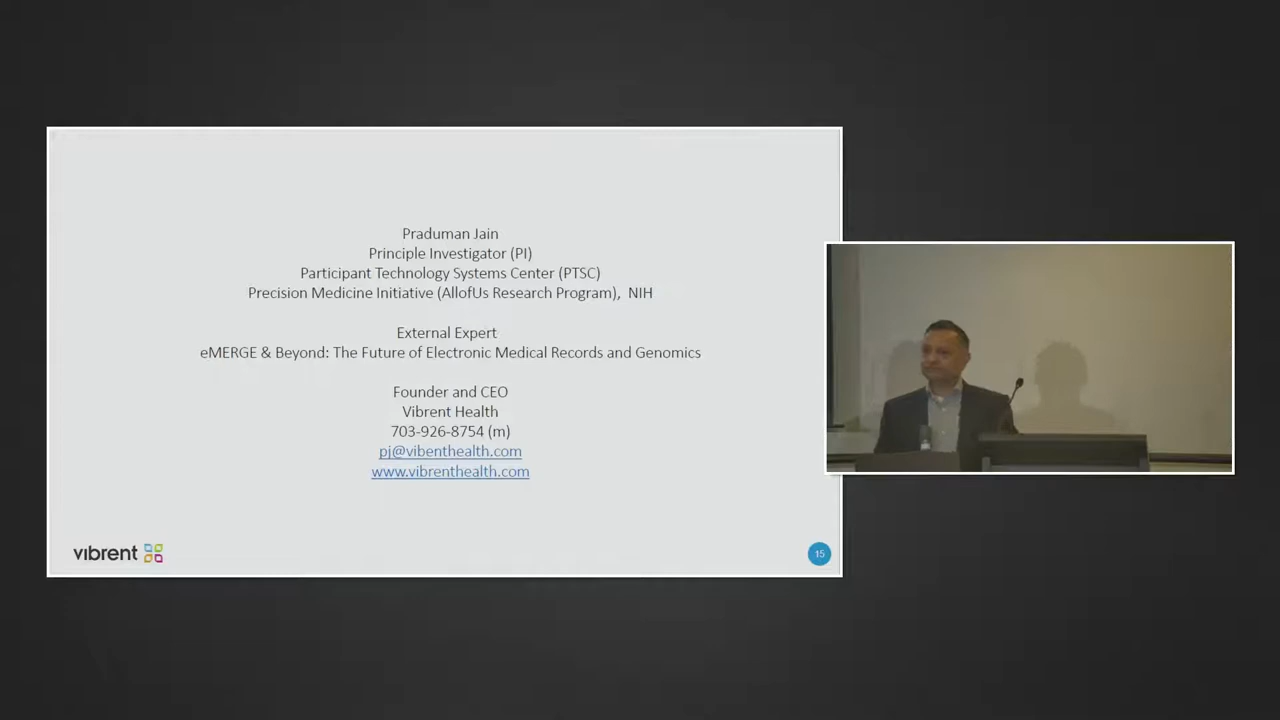 Praduman Jain
Principle Investigator (PI)
Participant Technology Systems Center (PTSC)
Precision Medicine Initiative (AllofUs Research Program), NIH
External Expert
eMERGE & Beyond: The Future of Electronic Medical Records and Genomics
Founder and CEO
Vibrent Health
703-926-8754 (m)
pj@vibenthealth.com
www.vibrenthealth.com
vibrent
15